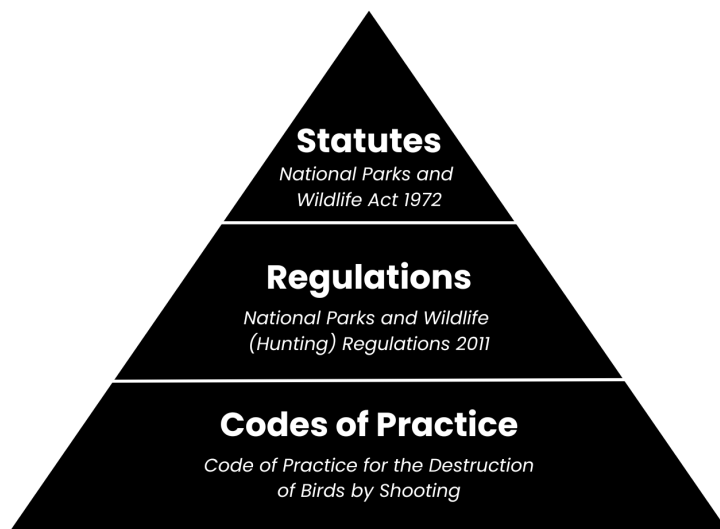 Statutes
National Parks and
Wildlife Act 1972
Regulations
National Parks and Wildlife
(Hunting) Regulations 2011
Codes of Practice
Code of Practice for the Destruction
of Birds by Shooting